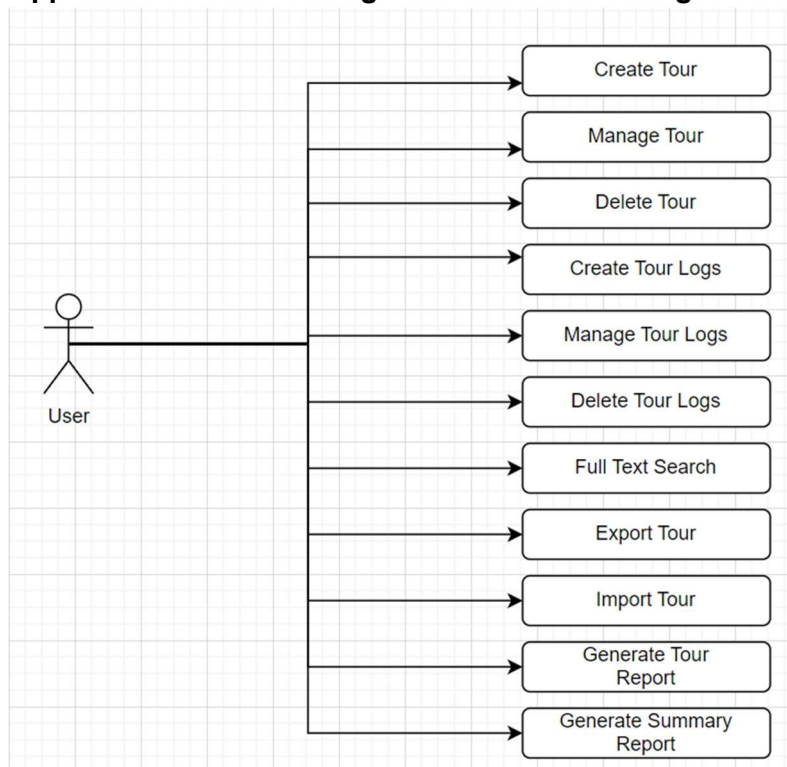 Create Tour
Manage Tour
Delete Tour
Create Tour Logs
Manage Tour Logs
User
Delete Tour Logs
Full Text Search
Export Tour
Import Tour
Generate Tour
Report
Generate Summary
Report